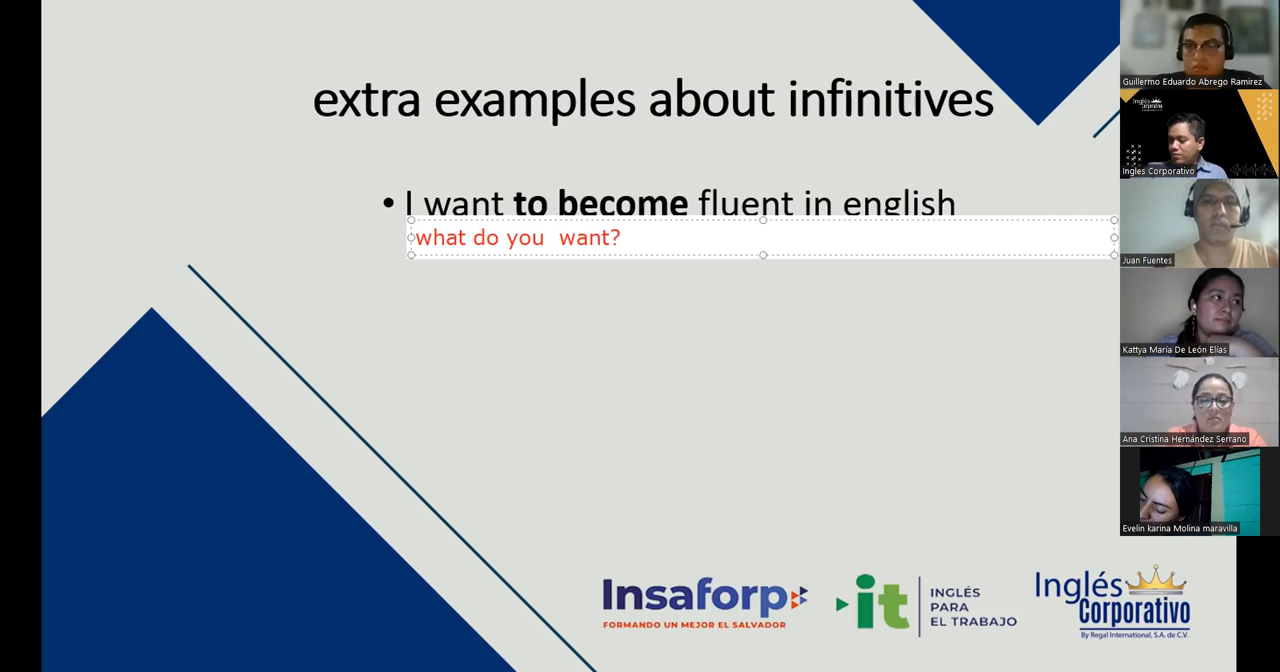 extra examples about infinitives
• I want to become fluent in english
what do you  want?
Insaforp
FORMANDO UN MEJOR EL SALVADOR
it
INGLÉS
PARA
EL TRABAJO
Inglés
Corporativo
By Regal International, S.A. de C.V.
Guillermo Eduardo Abrego Ramirez
Inglés
Corporativo
Ingles Corporativo
Juan Fuentes
Kattya María De León Elías
Ana Cristina Hernández Serrano
Evelin karina Molina maravilla